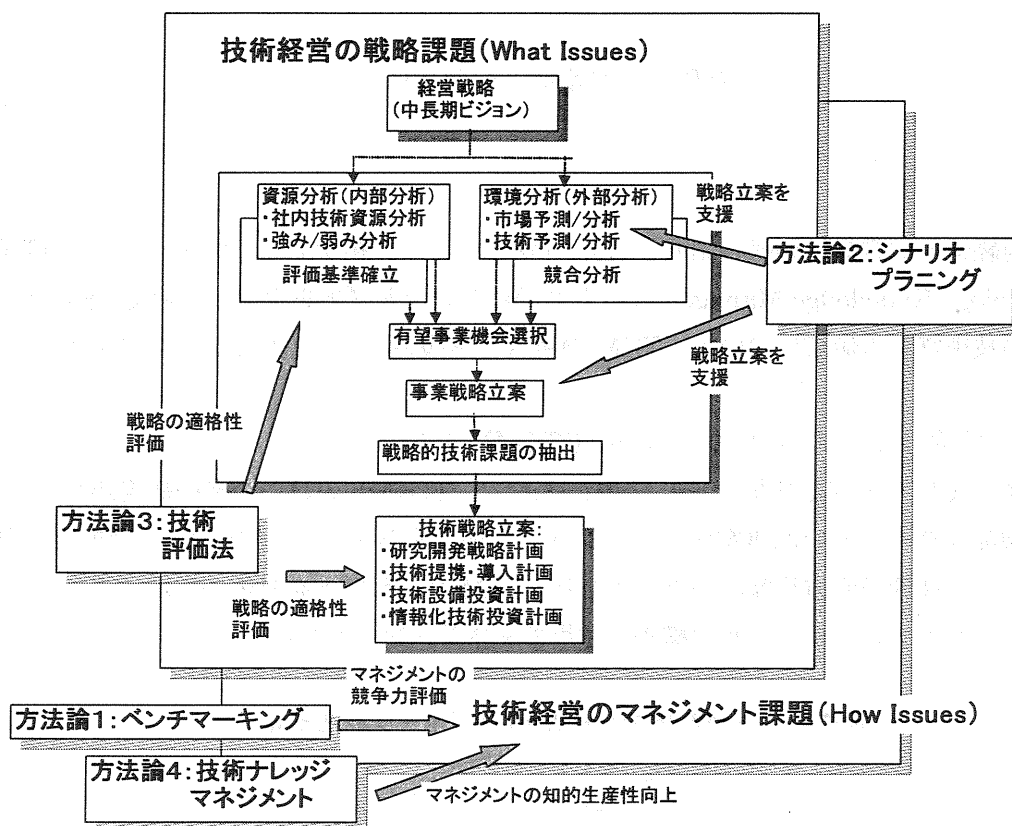 技術経営の戦略課題(What Issues)
経営戦略
(中長期ビジョン)
資源分析(内部分析)
・社内技術資源分析
・強み/弱み分析
評価基準確立
環境分析(外部分析)
・市場予測/分析
・技術予測/分析
競合分析
戦略立案を
支援
方法論2:シナリオ
プラニング
有望事業機会選択
戦略立案を
支援
事業戦略立案
戦略の適格性
評価
戦略的技術課題の抽出
方法論3:技術
評価法
技術戦略立案:
・研究開発戦略計画
・技術提携・導入計画
・技術設備投資計画
・情報化技術投資計画
戦略の適格性
評価
マネジメントの
競争力評価
方法論1:ベンチマーキング
技術経営のマネジメント課題(How Issues)
方法論4:技術ナレッジ
マネジメント
マネジメントの知的生産性向上